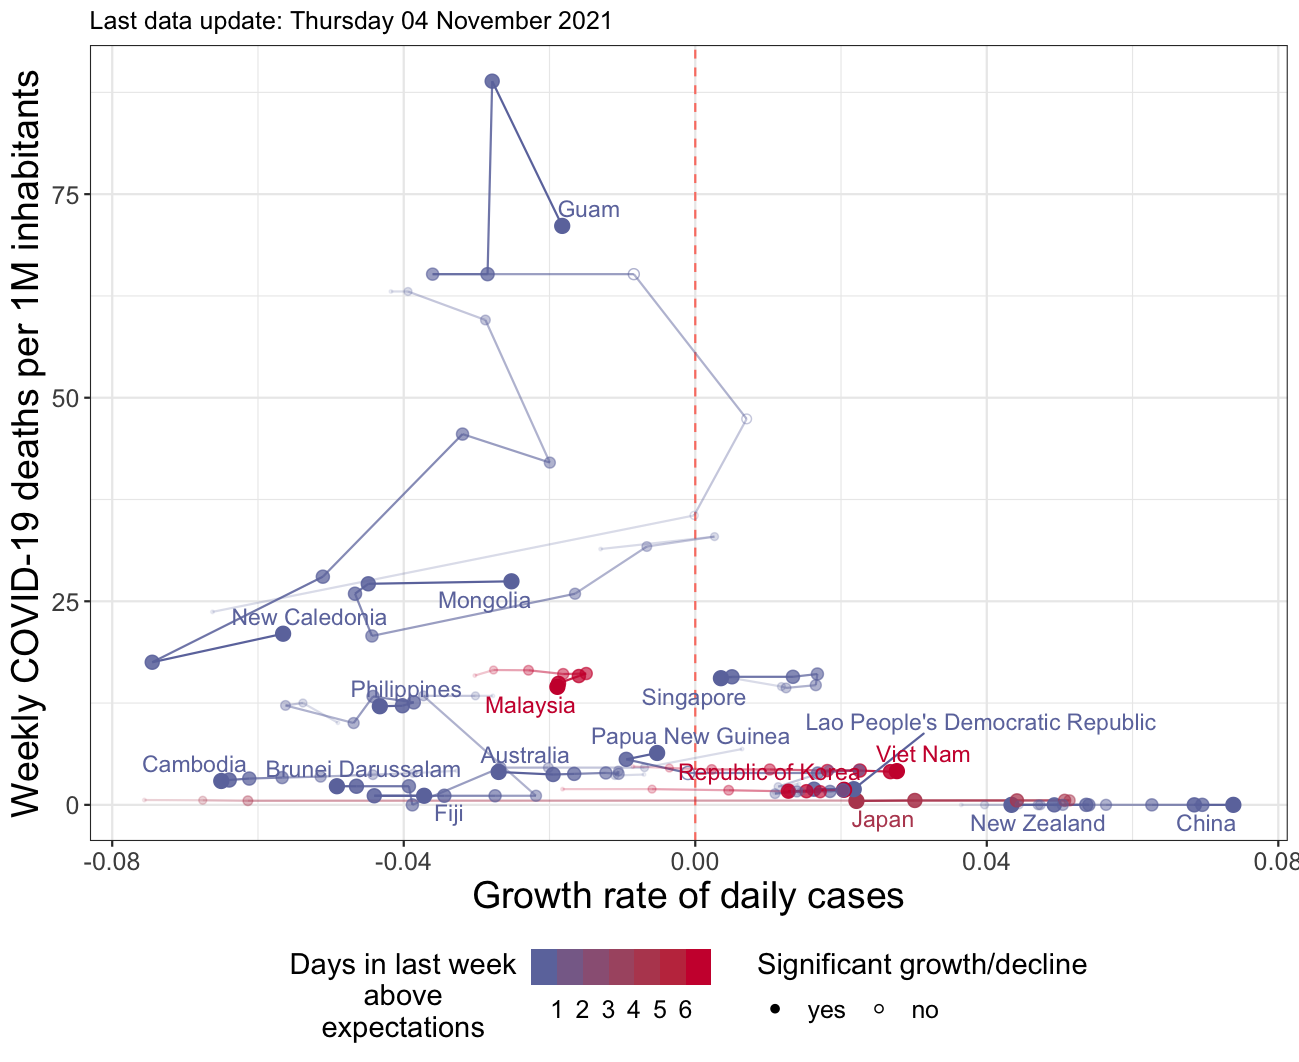 Last data update: Thursday 04 November 2021
Weekly COVID-19 deaths per 1M inhabitants
75
50
25
0
Guam
Mongolia
New Caledonia
Philippines
Malaysia
Singapore
Lao People's Democratic Republic
Papua New Guinea
Australia
Viet Nam
Cambodia
Brunei Darussalam
Republic of Korea
Fiji
Japan
New Zealand
China
-0.08
-0.04
0.00
0.04
0.08
Growth rate of daily cases
Days in last week
above
expectations
1 2 3 4 5 6
Significant growth/decline
yes
no